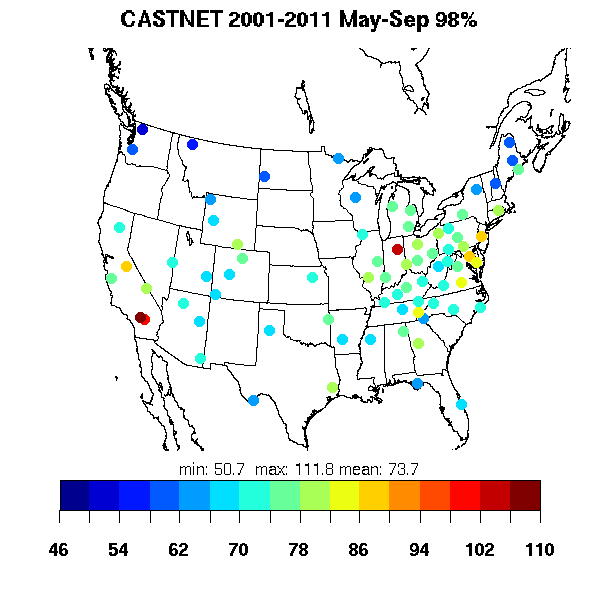 CASTNET 2001-2011 May-Sep 98%
min: 50.7 max: 111.8 mean: 73.7
46 54 62 70 78 86 94 102 110